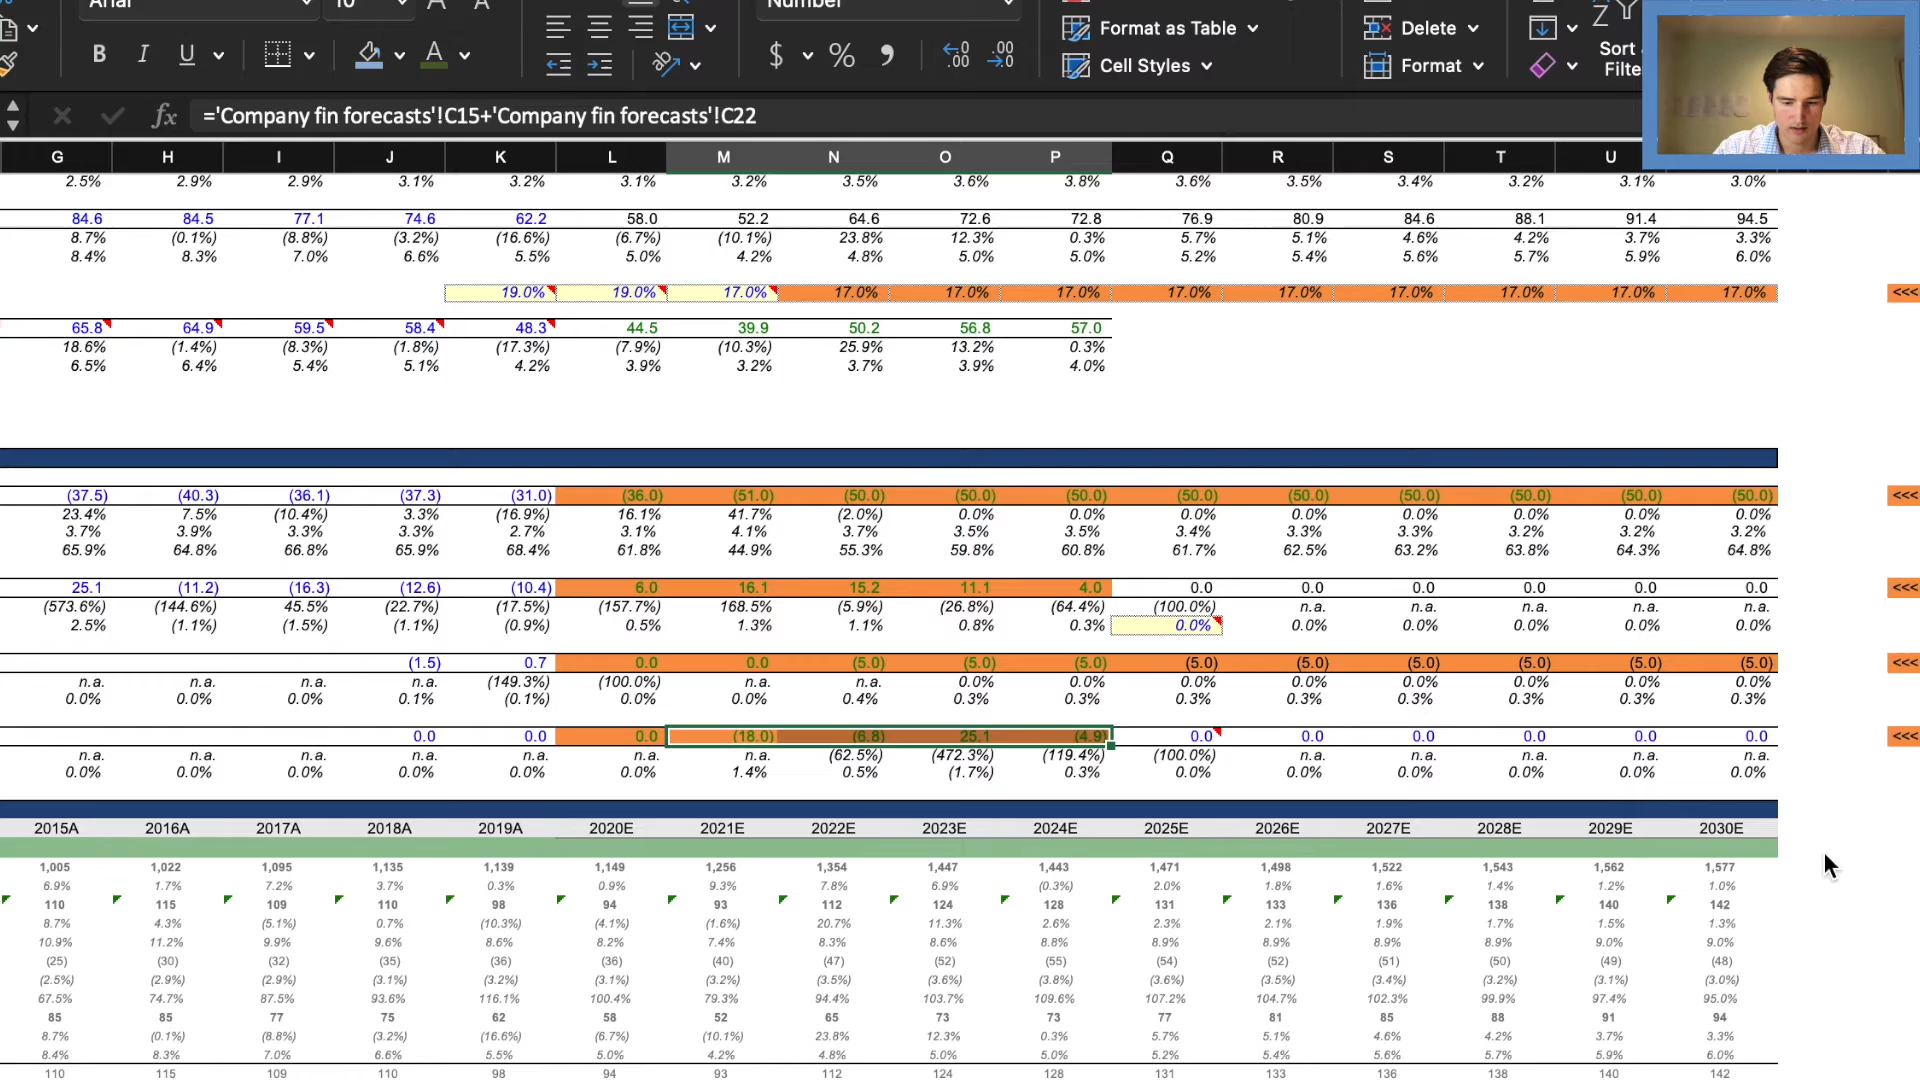 Arial 10 A A Number
Format as Table Delete Z Sort
B I U A $ % 9 Cell Styles Format Filte
fx ='Company fin forecasts'!C15+'Company fin forecasts'!C22
G H I J K L M N O P Q R S T U
2.5% 2.9% 2.9% 3.1% 3.2% 3.1% 3.2% 3.5% 3.6% 3.8% 3.6% 3.5% 3.4% 3.2% 3.1% 3.0%
84.6 84.5 77.1 74.6 62.2 58.0 52.2 64.6 72.6 72.8 76.9 80.9 84.6 88.1 91.4 94.5
8.7% (0.1%) (8.8%) (3.2%) (16.6%) (6.7%) (10.1%) 23.8% 12.3% 0.3% 5.7% 5.1% 4.6% 4.2% 3.7% 3.3%
8.4% 8.3% 7.0% 6.6% 5.5% 5.0% 4.2% 4.8% 5.0% 5.0% 5.2% 5.4% 5.6% 5.7% 5.9% 6.0%
19.0% 19.0% 17.0% 17.0% 17.0% 17.0% 17.0% 17.0% 17.0% 17.0% 17.0% 17.0% <<<
65.8 64.9 59.5 58.4 48.3 44.5 39.9 50.2 56.8 57.0
18.6% (1.4%) (8.3%) (1.8%) (17.3%) (7.9%) (10.3%) 25.9% 13.2% 0.3%
6.5% 6.4% 5.4% 5.1% 4.2% 3.9% 3.2% 3.7% 3.9% 4.0%
(37.5) (40.3) (36.1) (37.3) (31.0) (36.0) (51.0) (50.0) (50.0) (50.0) (50.0) (50.0) (50.0) (50.0) (50.0) (50.0) <<<
23.4% 7.5% (10.4%) 3.3% (16.9%) 16.1% 41.7% (2.0%) 0.0% 0.0% 0.0% 0.0% 0.0% 0.0% 0.0% 0.0%
3.7% 3.9% 3.3% 3.3% 2.7% 3.1% 4.1% 3.7% 3.5% 3.5% 3.4% 3.3% 3.3% 3.2% 3.2% 3.2%
65.9% 64.8% 66.8% 65.9% 68.4% 61.8% 44.9% 55.3% 59.8% 60.8% 61.7% 62.5% 63.2% 63.8% 64.3% 64.8%
25.1 (11.2) (16.3) (12.6) (10.4) 6.0 16.1 15.2 11.1 4.0 0.0 0.0 0.0 0.0 0.0 0.0 <<<
(573.6%) (144.6%) 45.5% (22.7%) (17.5%) (157.7%) 168.5% (5.9%) (26.8%) (64.4%) (100.0%) n.a. n.a. n.a. n.a. n.a.
2.5% (1.1%) (1.5%) (1.1%) (0.9%) 0.5% 1.3% 1.1% 0.8% 0.3% 0.0% 0.0% 0.0% 0.0% 0.0% 0.0%
(1.5) 0.7 0.0 0.0 (5.0) (5.0) (5.0) (5.0) (5.0) (5.0) (5.0) (5.0) (5.0) <<<
n.a. n.a. n.a. n.a. (149.3%) (100.0%) n.a. n.a. 0.0% 0.0% 0.0% 0.0% 0.0% 0.0% 0.0% 0.0%
0.0% 0.0% 0.0% 0.1% (0.1%) 0.0% 0.0% 0.4% 0.3% 0.3% 0.3% 0.3% 0.3% 0.3% 0.3% 0.3%
0.0 0.0 0.0 (18.0) (6.8) 25.1 (4.9) 0.0 0.0 0.0 0.0 0.0 0.0 <<<
n.a. n.a. n.a. n.a. n.a. n.a. n.a. (62.5%) (472.3%) (119.4%) (100.0%) n.a. n.a. n.a. n.a. n.a.
0.0% 0.0% 0.0% 0.0% 0.0% 0.0% 1.4% 0.5% (1.7%) 0.3% 0.0% 0.0% 0.0% 0.0% 0.0% 0.0%
2015A 2016A 2017A 2018A 2019A 2020E 2021E 2022E 2023E 2024E 2025E 2026E 2027E 2028E 2029E 2030E
1,005 1,022 1,095 1,135 1,139 1,149 1,256 1,354 1,447 1,443 1,471 1,498 1,522 1,543 1,562 1,577
6.9% 1.7% 7.2% 3.7% 0.3% 0.9% 9.3% 7.8% 6.9% (0.3%) 2.0% 1.8% 1.6% 1.4% 1.2% 1.0%
110 115 109 110 98 94 93 112 124 128 131 133 136 138 140 142
8.7% 4.3% (5.1%) 0.7% (10.3%) (4.1%) (1.6%) 20.7% 11.3% 2.6% 2.3% 2.1% 1.9% 1.7% 1.5% 1.3%
10.9% 11.2% 9.9% 9.6% 8.6% 8.2% 7.4% 8.3% 8.6% 8.8% 8.9% 8.9% 8.9% 8.9% 9.0% 9.0%
(25) (30) (32) (35) (36) (36) (40) (47) (52) (55) (54) (52) (51) (50) (49) (48)
(2.5%) (2.9%) (2.9%) (3.1%) (3.2%) (3.1%) (3.2%) (3.5%) (3.6%) (3.8%) (3.6%) (3.5%) (3.4%) (3.2%) (3.1%) (3.0%)
67.5% 74.7% 87.5% 93.6% 116.1% 100.4% 79.3% 94.4% 103.7% 109.6% 107.2% 104.7% 102.3% 99.9% 97.4% 95.0%
85 85 77 75 62 58 52 65 73 73 77 81 85 88 91 94
8.7% (0.1%) (8.8%) (3.2%) (16.6%) (6.7%) (10.1%) 23.8% 12.3% 0.3% 5.7% 5.1% 4.6% 4.2% 3.7% 3.3%
8.4% 8.3% 7.0% 6.6% 5.5% 5.0% 4.2% 4.8% 5.0% 5.0% 5.2% 5.4% 5.6% 5.7% 5.9% 6.0%
110 115 109 110 98 94 93 112 124 128 131 133 136 138 140 142